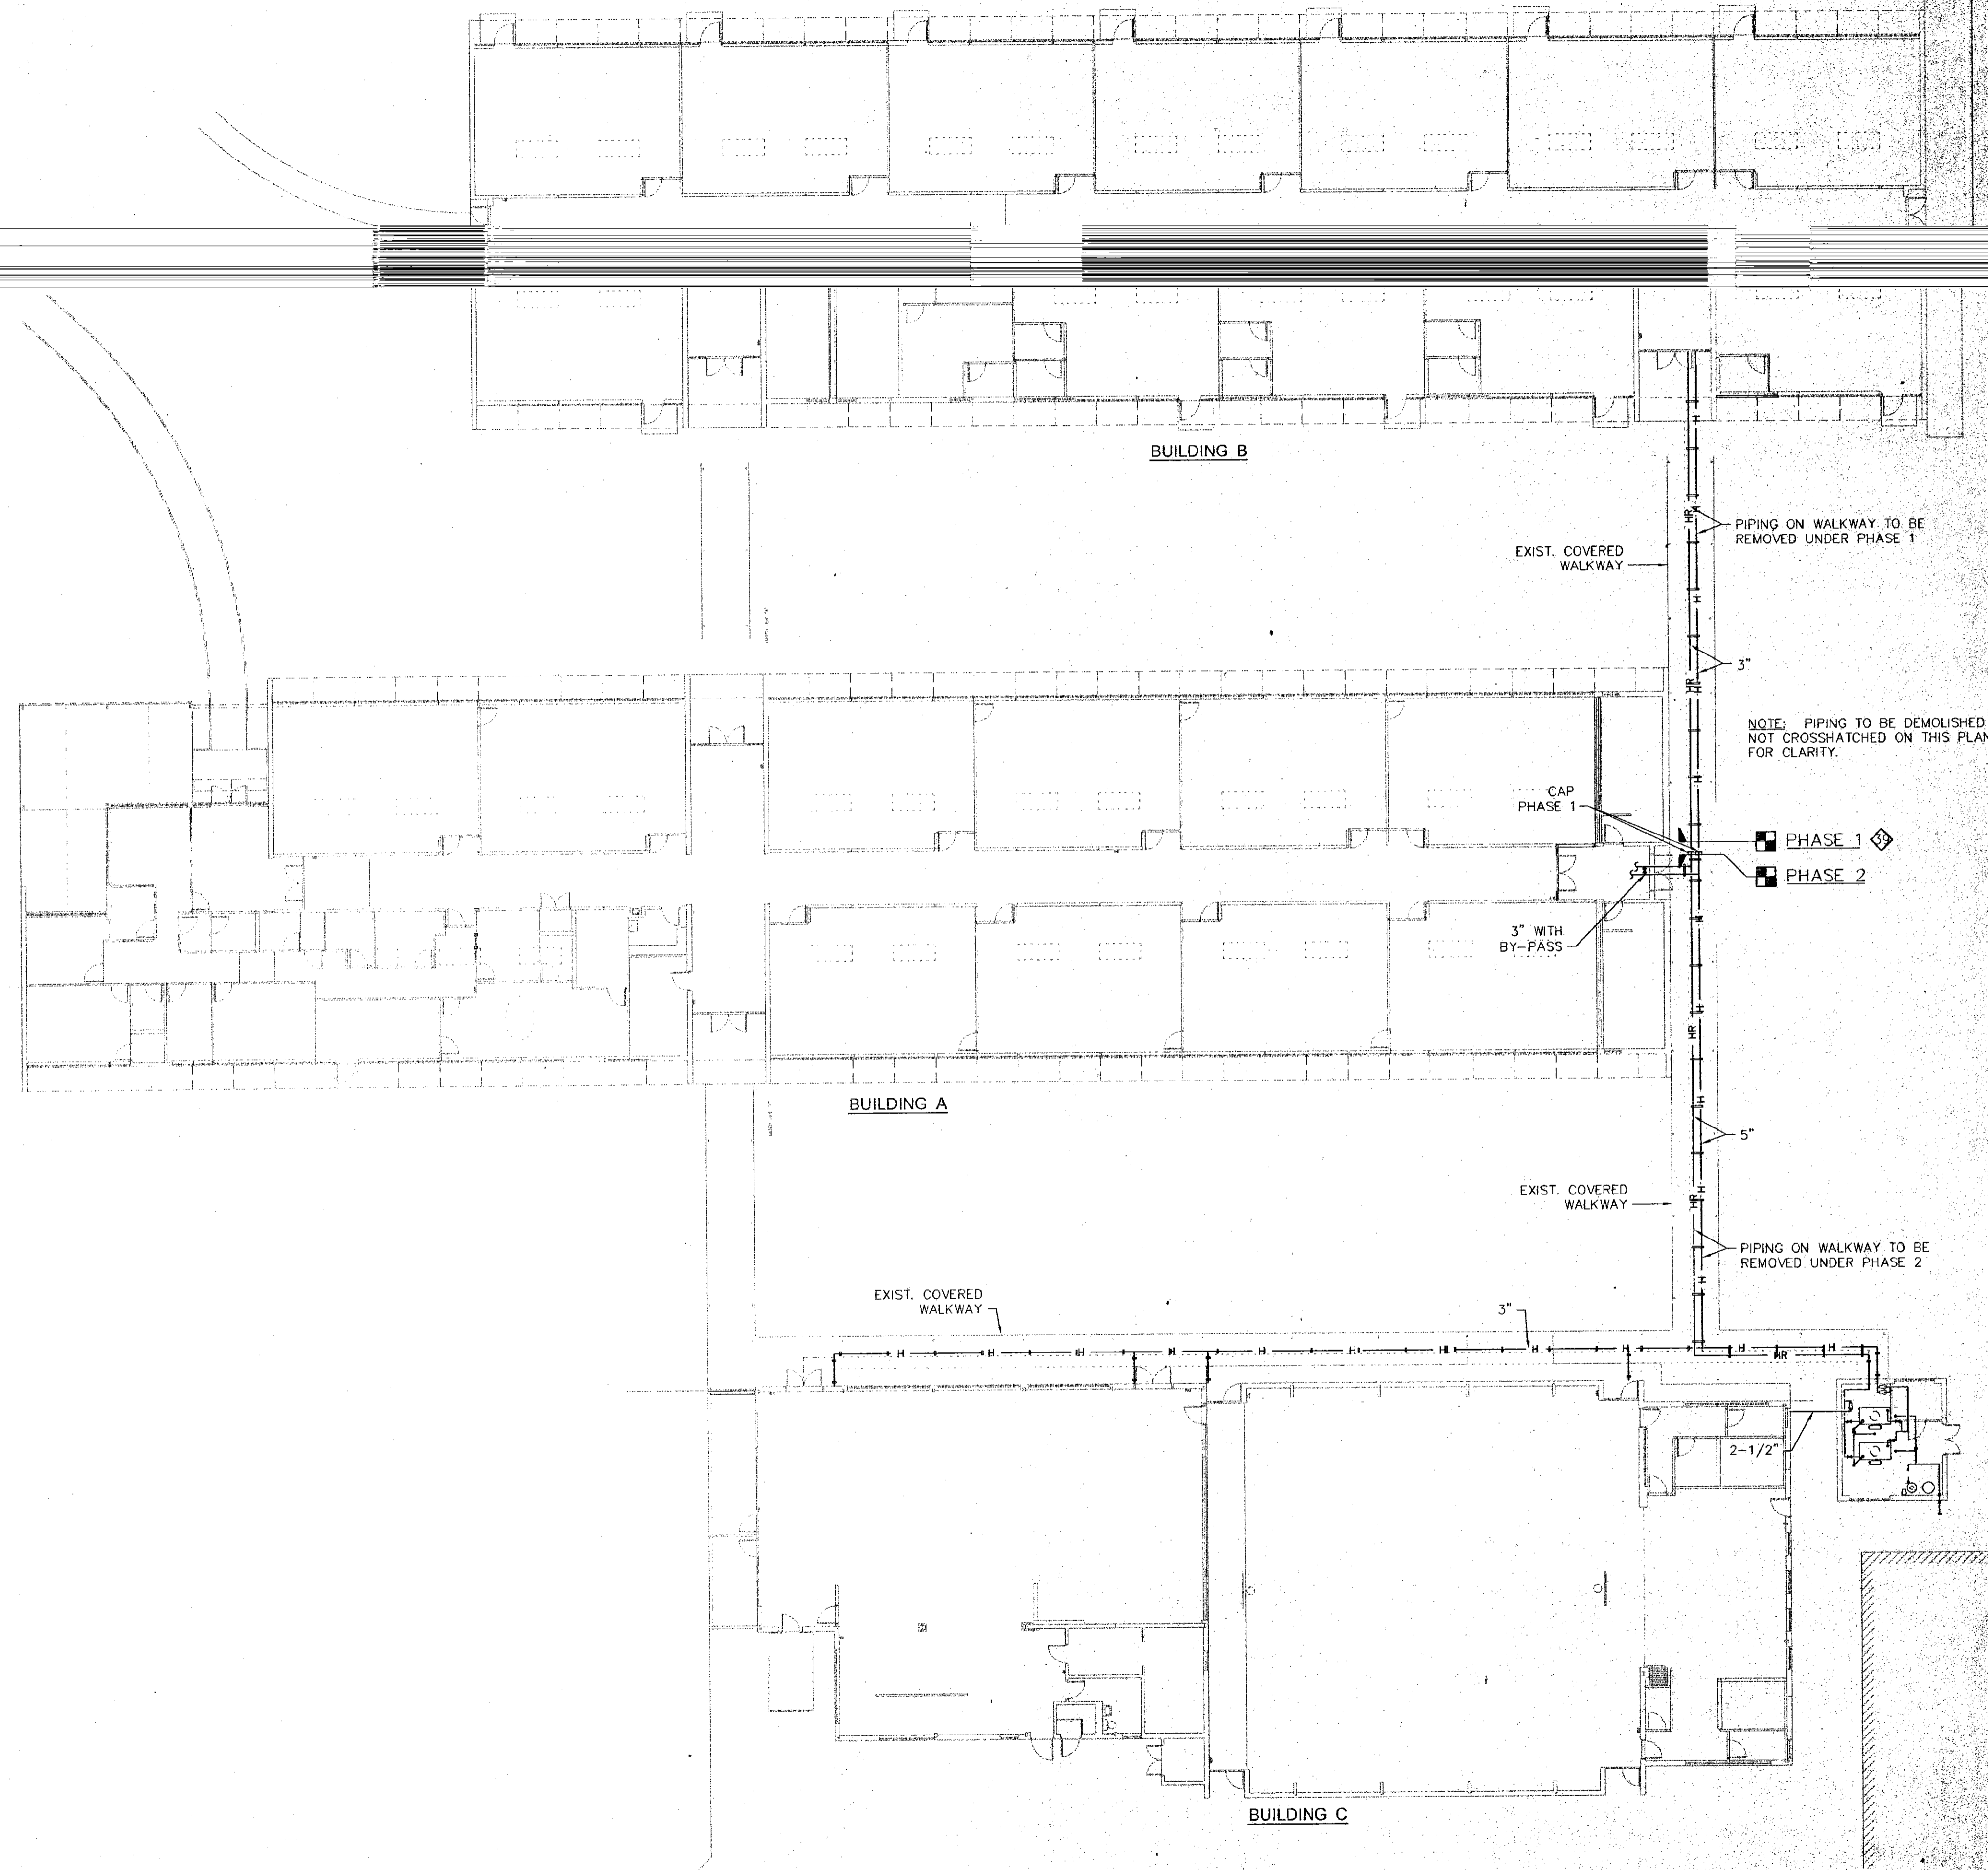 BUILDING B
PIPING ON WALKWAY TO BE
REMOVED UNDER PHASE 1
EXIST. COVERED
WALKWAY
HR
H
H
H
3"
HR
NOTE: PIPING TO BE DEMOLISHED
NOT CROSSHATCHED ON THIS PLAN
FOR CLARITY.
H
CAP
PHASE 1
PHASE 1 39
PHASE 2
3" WITH
BY-PASS
H
H
HR
BUILDING A
H
5"
EXIST. COVERED
WALKWAY
H
HR
PIPING ON WALKWAY TO BE
REMOVED UNDER PHASE 2
H
EXIST. COVERED
WALKWAY
3"
H H H H H H H H H H H
HR
2-1/2"
BUILDING C